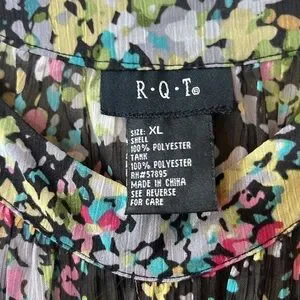 R·Q·T®
SIZE: XL
SHELL
100% POLYESTER
TANK
100% POLYESTER
RN#57895
MADE IN CHINA
SEE REVERSE
FOR CARE